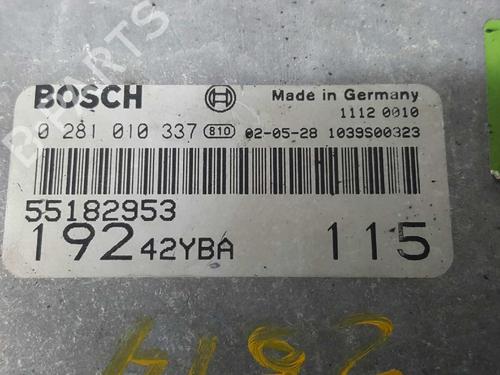 PARTS
BOSCH Made in Germany
1112 0010
0 281 010 337 810 02-05-28 1039S00323
55182953
192 42YBA 115